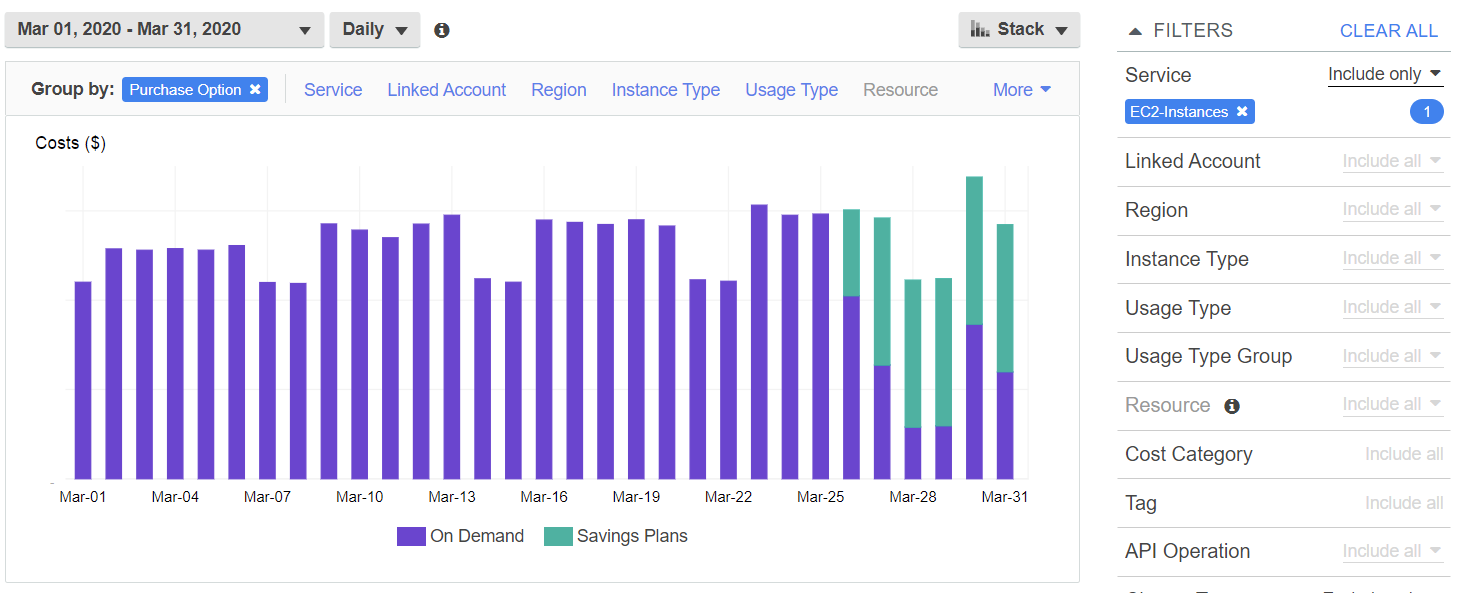 Mar 01, 2020 - Mar 31, 2020 Daily Stack
Group by: Purchase Option Service Linked Account Region Instance Type Usage Type Resource More
Costs ($)
Mar-01 Mar-04 Mar-07 Mar-10 Mar-13 Mar-16 Mar-19 Mar-22 Mar-25 Mar-28 Mar-31
On Demand Savings Plans
FILTERS CLEAR ALL
Service Include only
EC2-Instances 1
Linked Account Include all
Region Include all
Instance Type Include all
Usage Type Include all
Usage Type Group Include all
Resource Include all
Cost Category Include all
Tag Include all
API Operation Include all